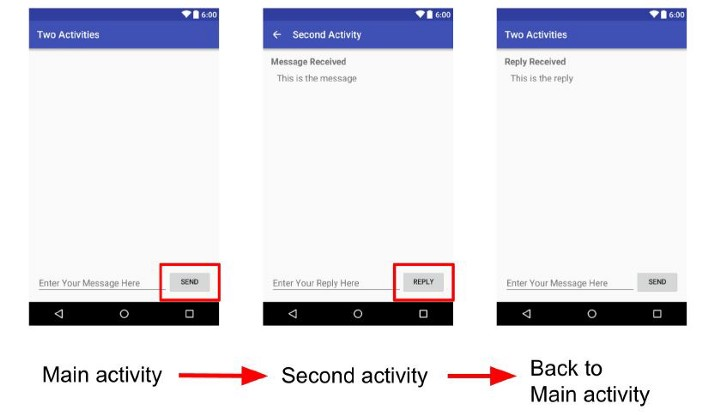 6:00
Two Activities
Enter Your Message Here
SEND
6:00
Second Activity
Message Received
This is the message
Enter Your Reply Here
REPLY
6:00
Two Activities
Reply Received
This is the reply
Enter Your Message Here
SEND
Main activity
Second activity
Back to
Main activity